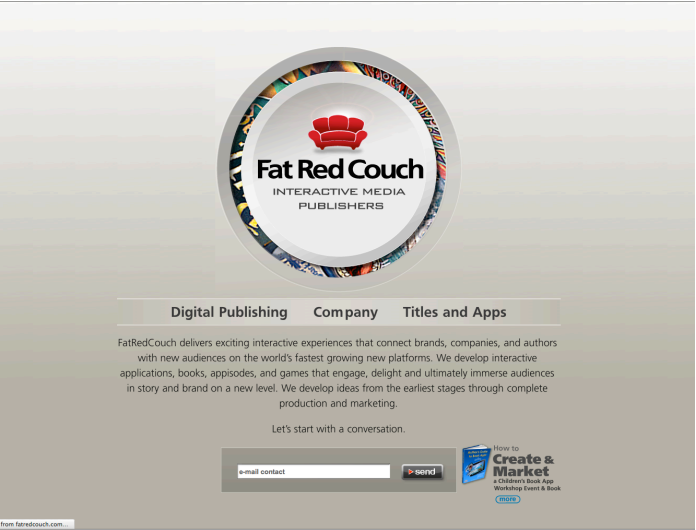 Fat Red Couch
INTERACTIVE MEDIA
PUBLISHERS
Digital Publishing Company Titles and Apps
FatRedCouch delivers exciting interactive experiences that connect brands, companies, and authors
with new audiences on the world's fastest growing new platforms. We develop interactive
applications, books, appisodes, and games that engage, delight and ultimately immerse audiences
in story and brand on a new level. We develop ideas from the earliest stages through complete
production and marketing.
Let's start with a conversation.
e-mail contact
send
How to
Create &
Market
a Children's Book App
Workshop Event & Book
more
from fatredcouch.com...